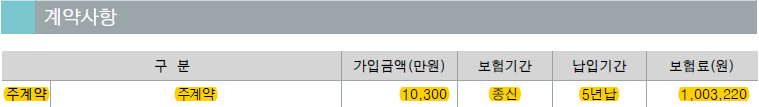 계약사항
구 분 가입금액(만원) 보험기간 납입기간 보험료(원)
주계약 주계약 10,300 종신 5년납 1,003,220